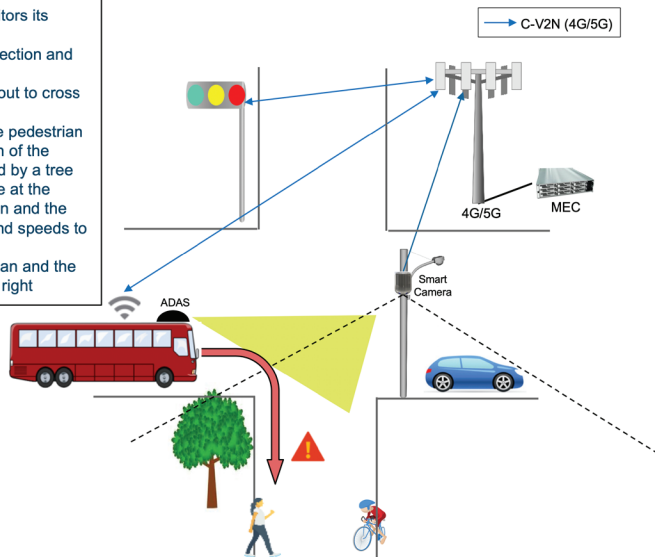 tors its
ection and
out to cross
e pedestrian
n of the
d by a tree
e at the
n and the
nd speeds to
an and the
right
C-V2N (4G/5G)
4G/5G
MEC
Smart
Camera
ADAS